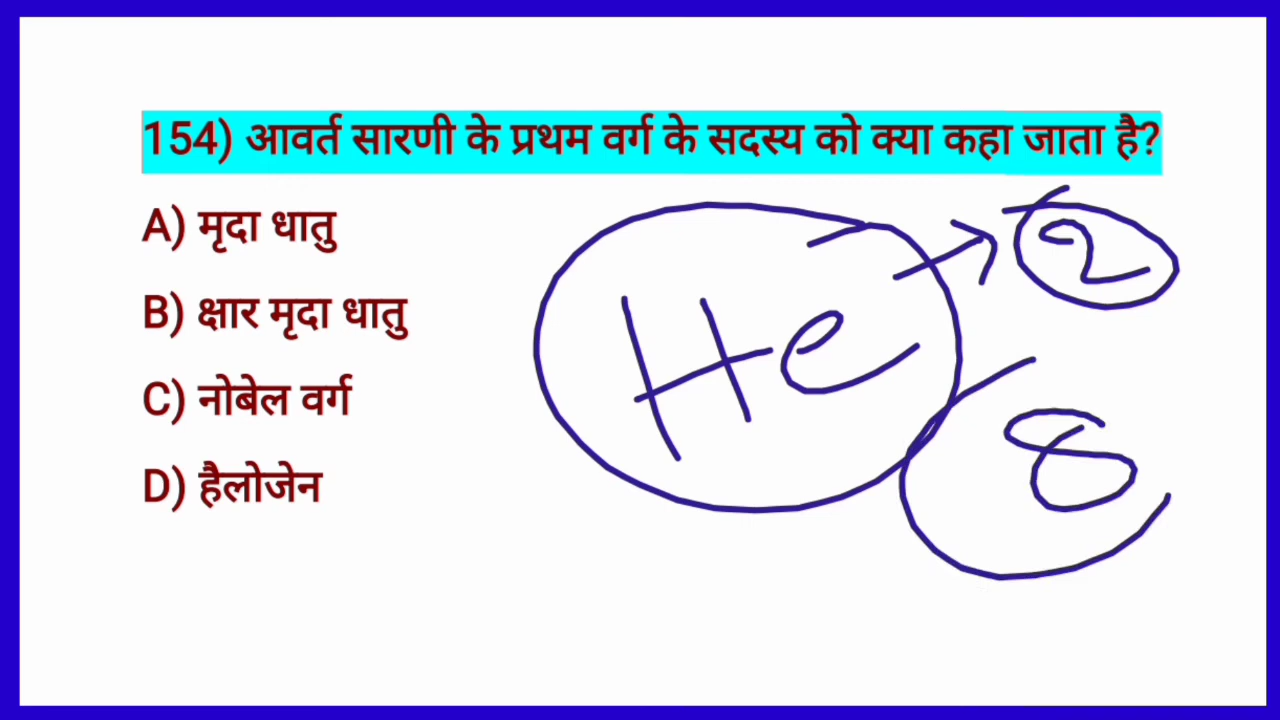 154) आवर्त सारणी के प्रथम वर्ग के सदस्य को क्या कहा जाता है?
A) मृदा धातु
B) क्षार मृदा धातु
C) नोबेल वर्ग
D) हैलोजेन
He
2
8